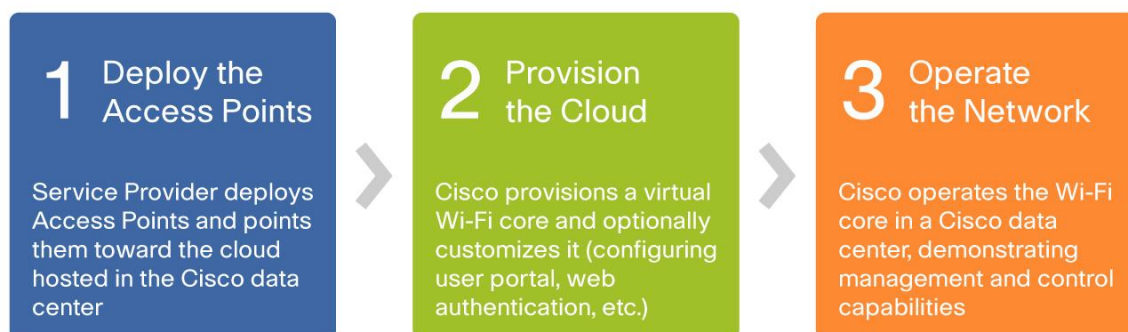 1 Deploy the
Access Points
Service Provider deploys
Access Points and points
them toward the cloud
hosted in the Cisco data
center
2 Provision
the Cloud
Cisco provisions a virtual
Wi-Fi core and optionally
customizes it (configuring
user portal, web
authentication, etc.)
3 Operate
the Network
Cisco operates the Wi-Fi
core in a Cisco data
center, demonstrating
management and control
capabilities